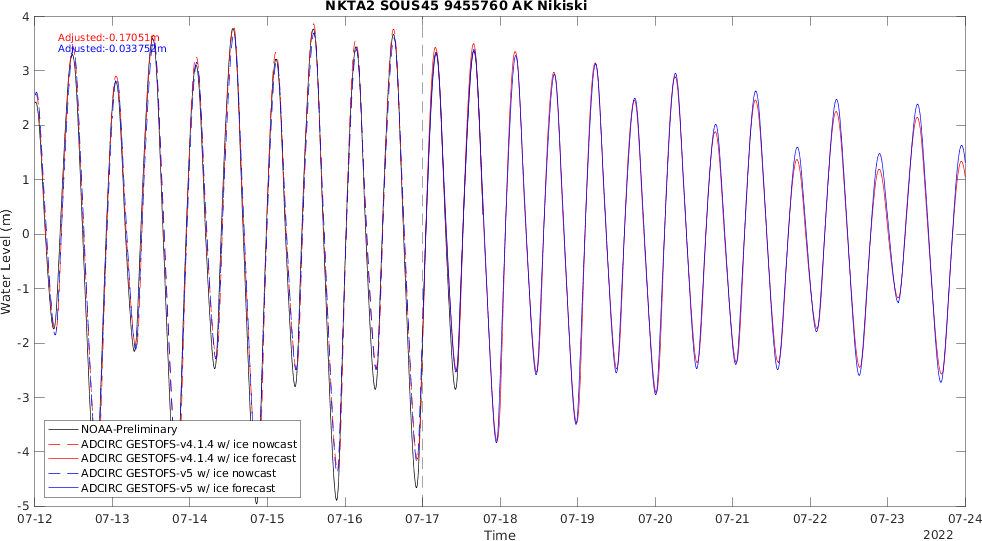 NKTA2 SOUS45 9455760 AK Nikiski
Adjusted:-0.17051m
Adjusted:-0.033752m
Water Level (m)
4
3
2
1
0
-1
-2
-3
-4
-5
NOAA-Preliminary
ADCIRC GESTOFS-v4.1.4 w/ ice nowcast
ADCIRC GESTOFS-v4.1.4 w/ ice forecast
ADCIRC GESTOFS-v5 w/ ice nowcast
ADCIRC GESTOFS-v5 w/ ice forecast
07-12 07-13 07-14 07-15 07-16 07-17 07-18 07-19 07-20 07-21 07-22 07-23 07-24
Time
2022